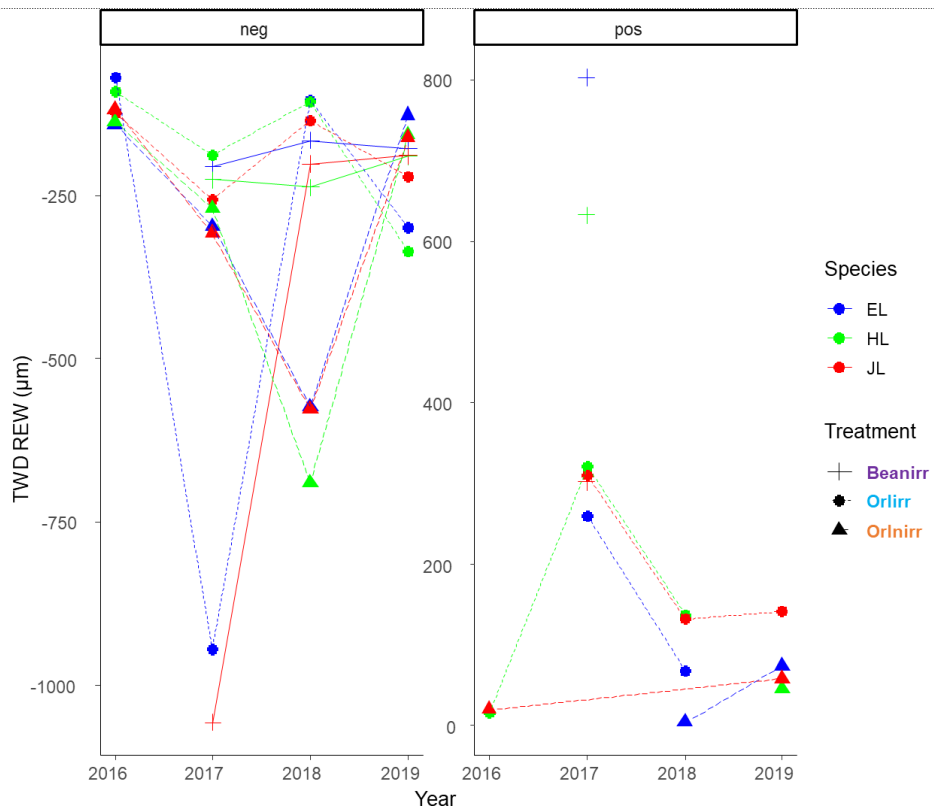 neg
pos
-250
-500
-750
-1000
TWD REW (µm)
2016 2017 2018 2019
800
600
400
200
0
2016 2017 2018 2019
Year
Species
EL
HL
JL
Treatment
Beanirr
Orlirr
Orlnirr